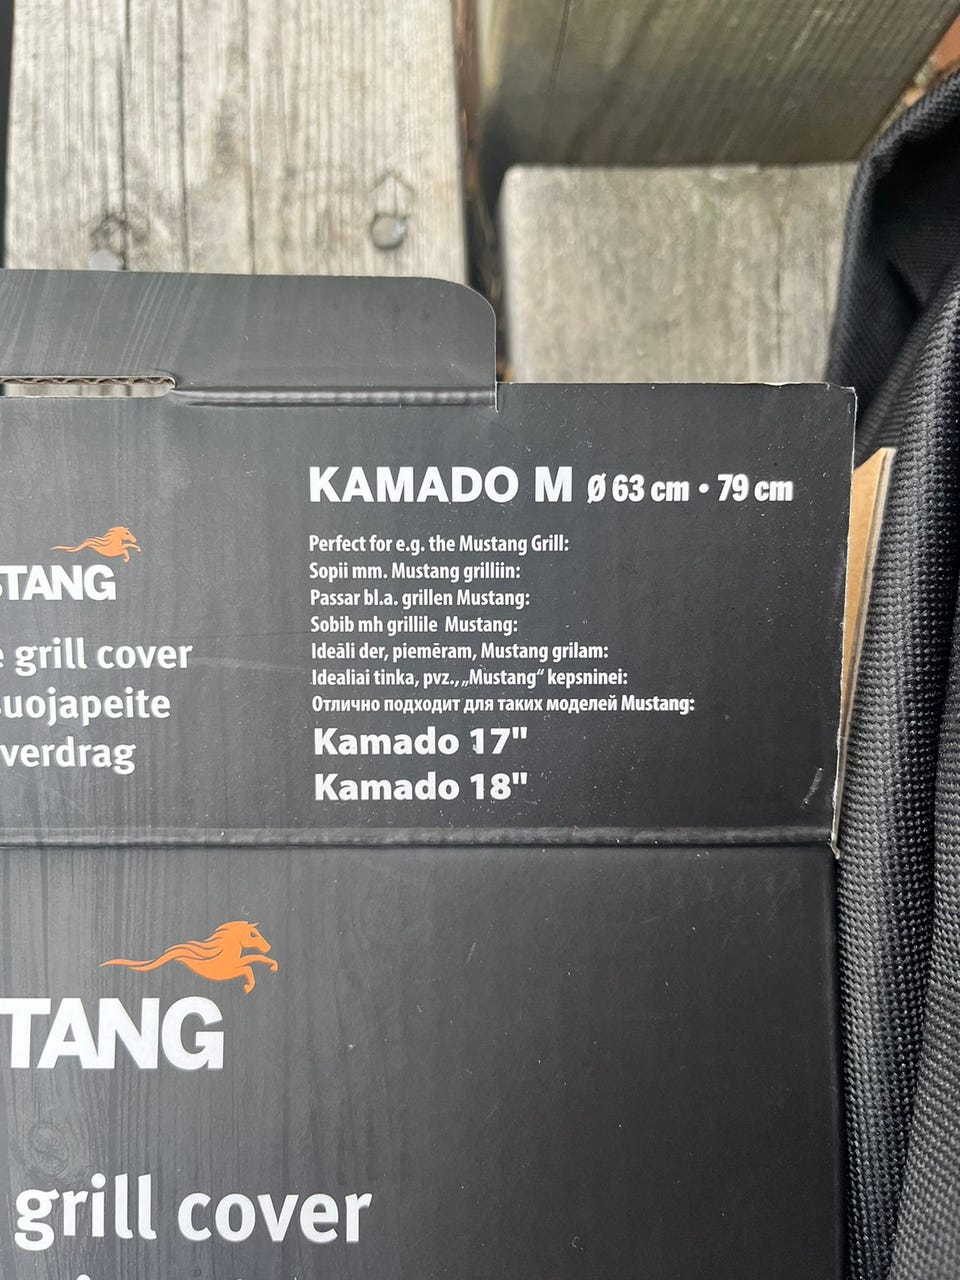 KAMADO M Ø 63 cm • 79 cm
Perfect for e.g. the Mustang Grill:
Sopii mm. Mustang grilliin:
Passar bl.a. grillen Mustang:
Sobib mh grillile Mustang:
Ideāli der, piemēram, Mustang grilam:
Idealiai tinka, pvz., „Mustang“ kepsninei:
Отлично подходит для таких моделей Mustang:
Kamado 17"
Kamado 18"
STANG
grill cover
suojapeite
verdrag
TANG
grill cover